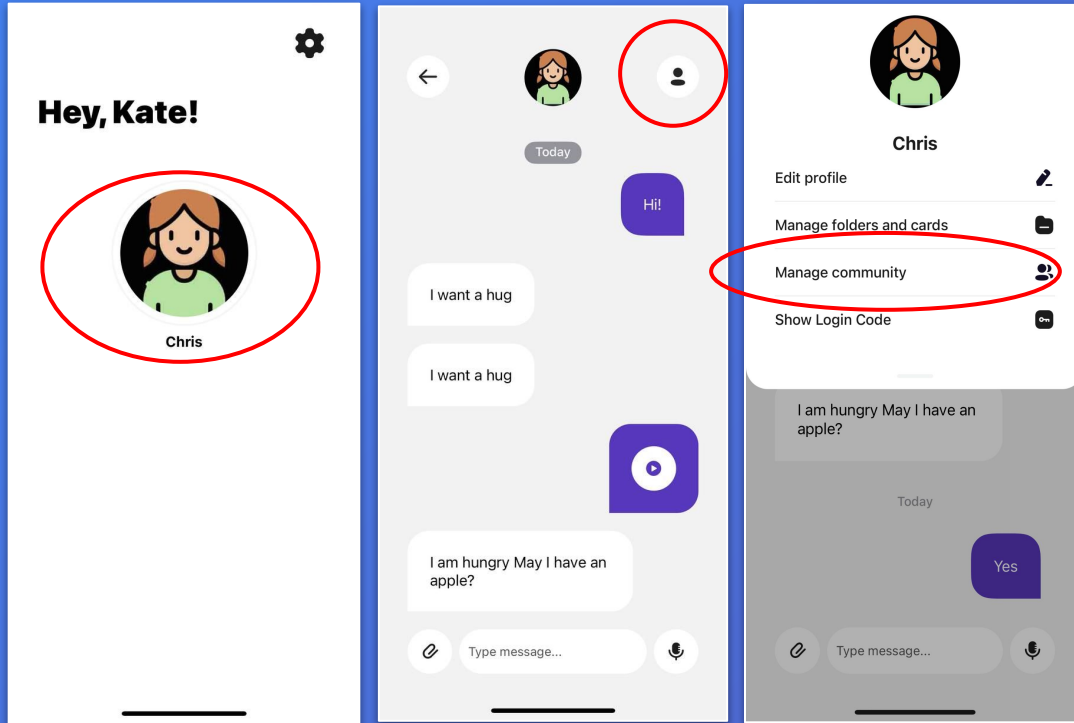 Hey, Kate!
Chris
Today
Hi!
I want a hug
I want a hug
I am hungry May I have an
apple?
Type message...
Chris
Edit profile
Manage folders and cards
Manage community
Show Login Code
I am hungry May I have an
apple?
Today
Yes
Type message...